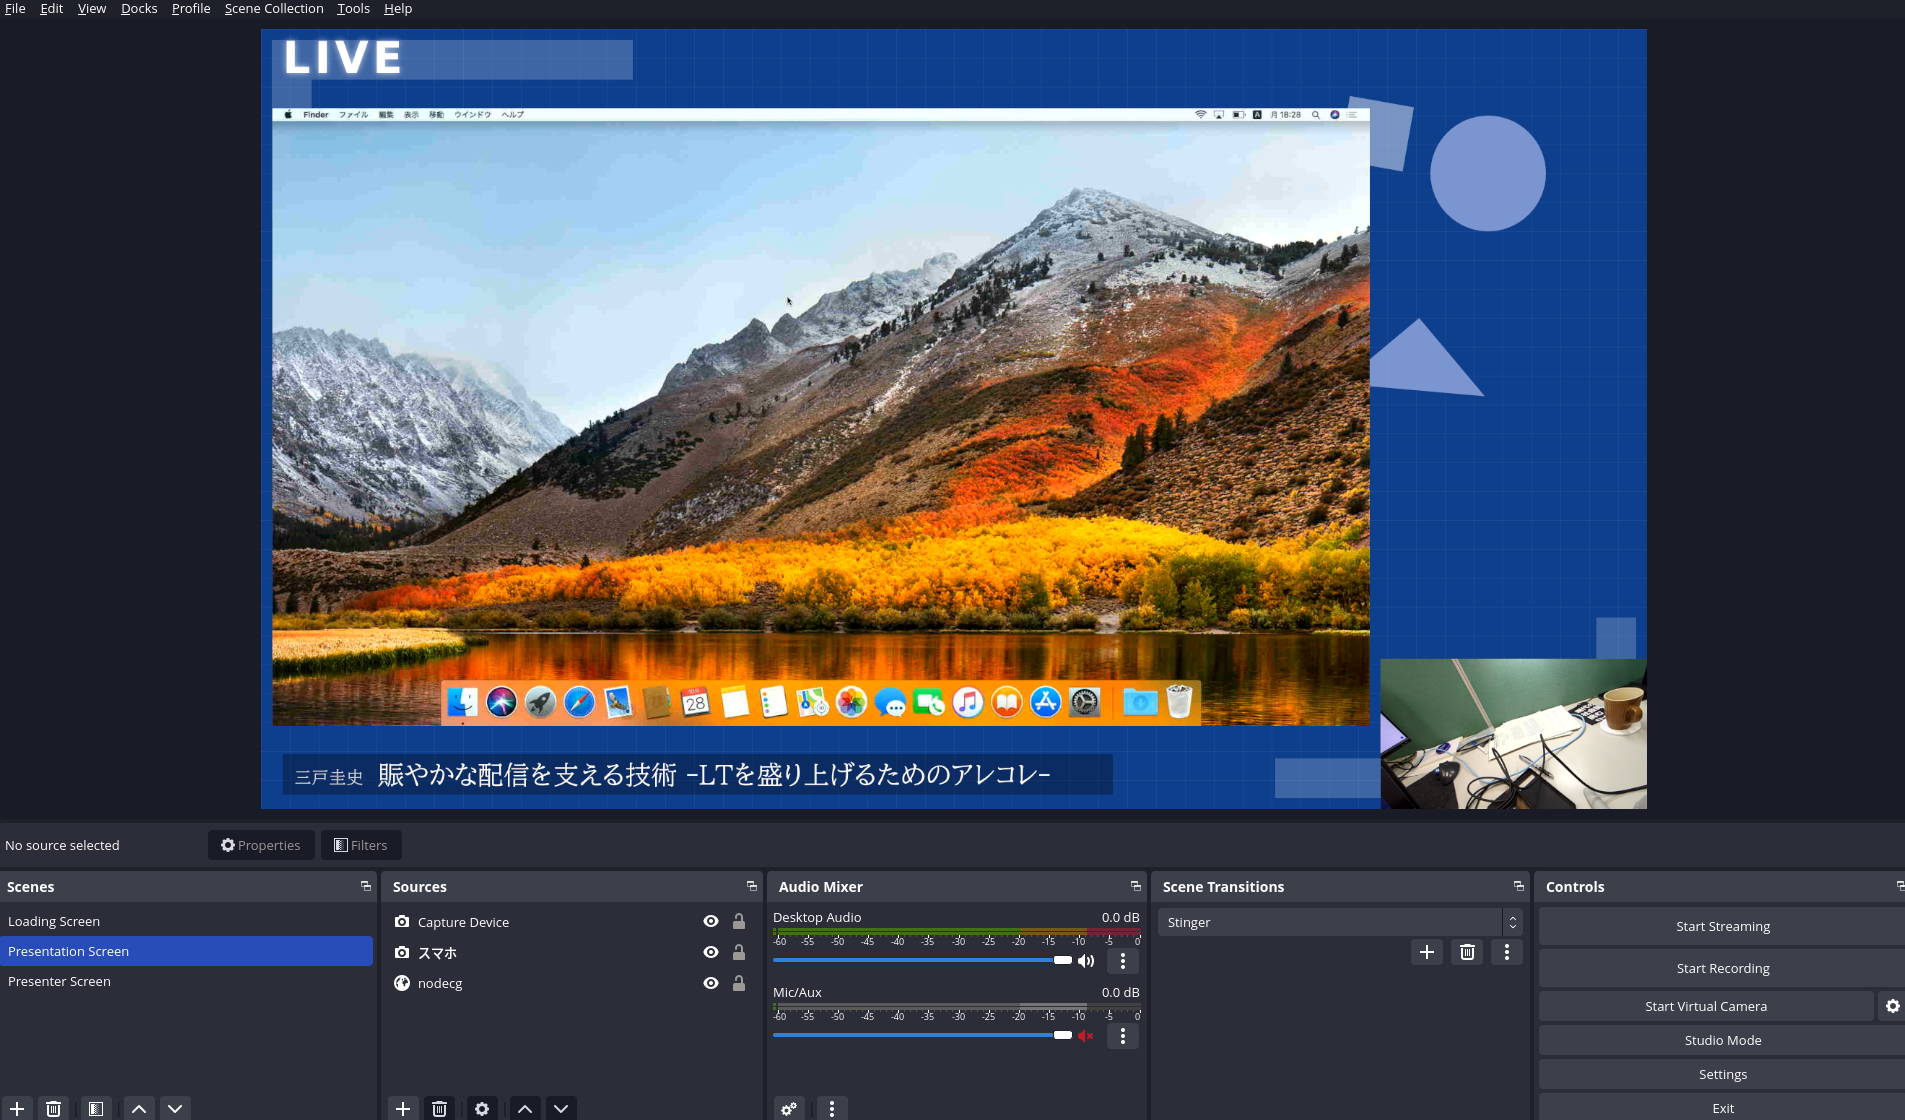 File Edit View Docks Profile Scene Collection Tools Help
LIVE
Finder ファイル 編集 表示 移動 ウインドウ ヘルプ
A 月 18:28
10月
28
三戸圭史 賑やかな配信を支える技術 -LTを盛り上げるためのアレコレ-
No source selected Properties Filters
Scenes
Loading Screen
Presentation Screen
Presenter Screen
Sources
Capture Device
スマホ
nodecg
Audio Mixer
Desktop Audio 0.0 dB
-60 -55 -50 -45 -40 -35 -30 -25 -20 -15 -10 -5 0
Mic/Aux 0.0 dB
-60 -55 -50 -45 -40 -35 -30 -25 -20 -15 -10 -5 0
Scene Transitions
Stinger
Controls
Start Streaming
Start Recording
Start Virtual Camera
Studio Mode
Settings
Exit